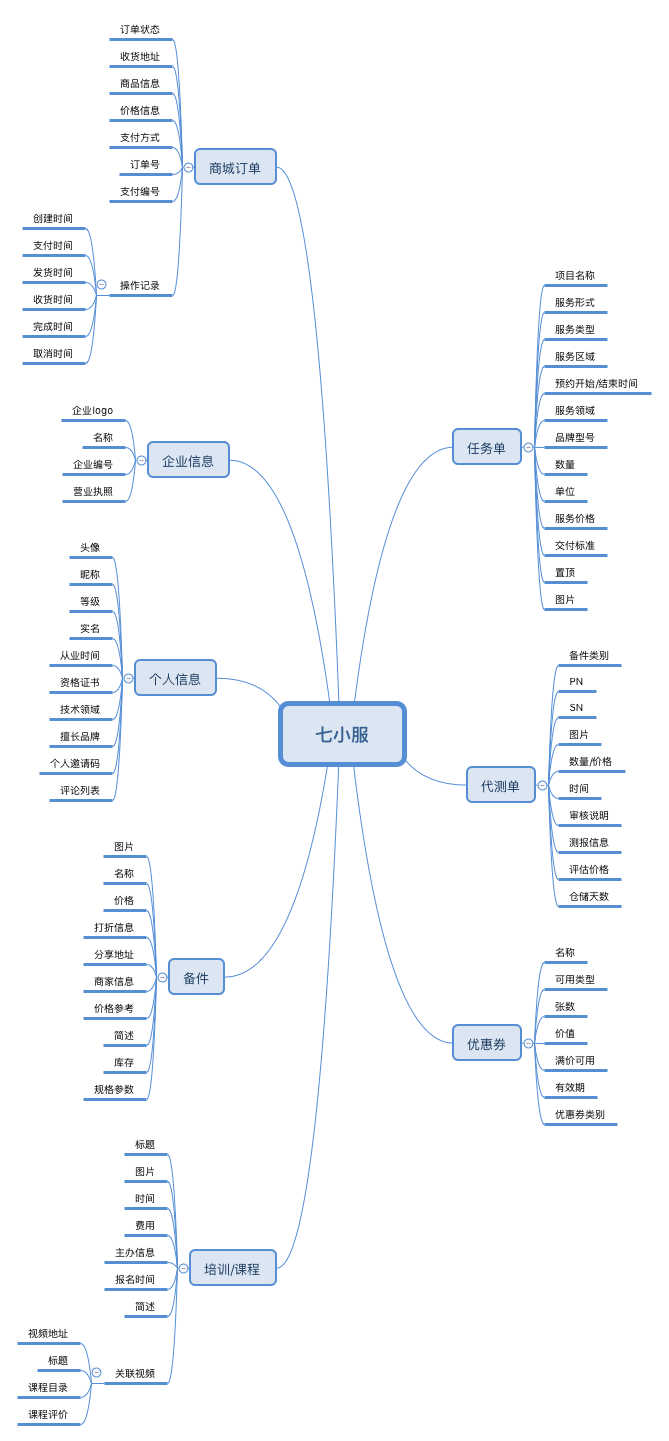 七小服
商城订单
订单状态
收货地址
商品信息
价格信息
支付方式
订单号
支付编号
操作记录
创建时间
支付时间
发货时间
收货时间
完成时间
取消时间
企业信息
企业logo
名称
企业编号
营业执照
个人信息
头像
昵称
等级
实名
从业时间
资格证书
技术领域
擅长品牌
个人邀请码
评论列表
备件
图片
名称
价格
打折信息
分享地址
商家信息
价格参考
简述
库存
规格参数
培训/课程
标题
图片
时间
费用
主办信息
报名时间
简述
关联视频
视频地址
标题
课程目录
课程评价
任务单
项目名称
服务形式
服务类型
服务区域
预约开始/结束时间
服务领域
品牌型号
数量
单位
服务价格
交付标准
置顶
图片
代测单
备件类别
PN
SN
图片
数量/价格
时间
审核说明
测报信息
评估价格
仓储天数
优惠券
名称
可用类型
张数
价值
满价可用
有效期
优惠券类别